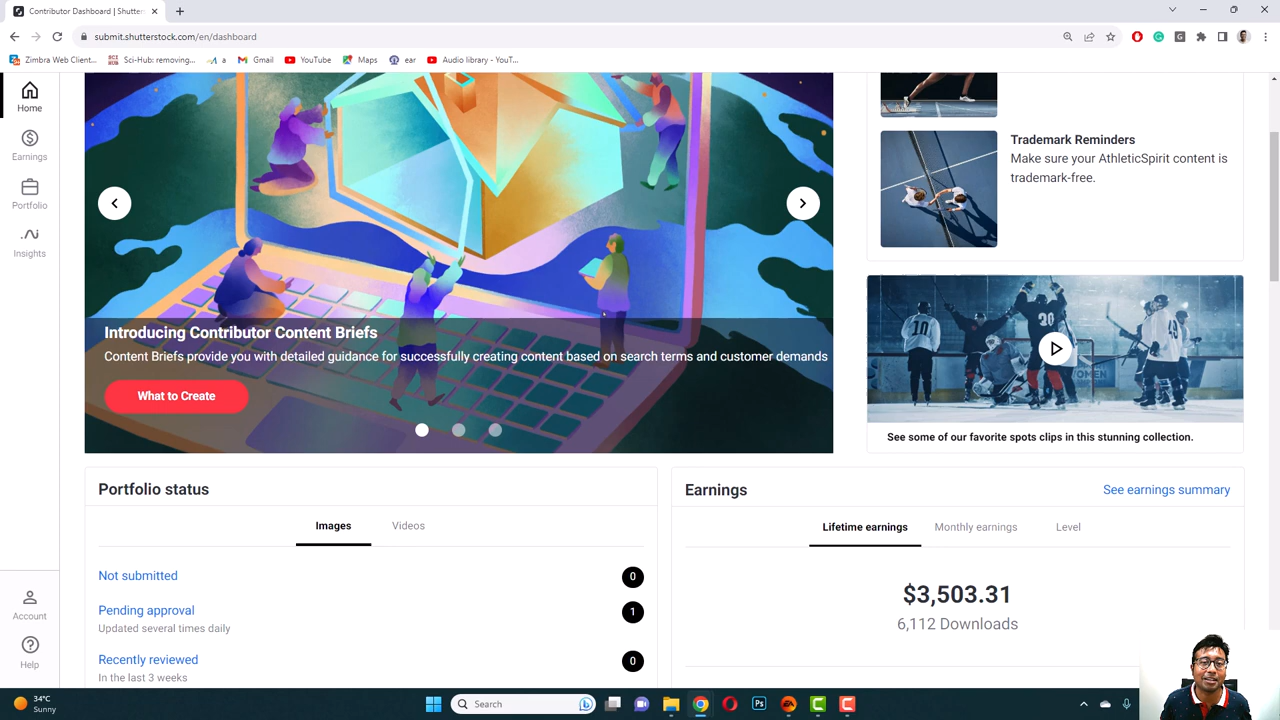 Contributor Dashboard | Shutter
submit.shutterstock.com/en/dashboard
Zimbra Web Client... Sci-Hub: removing... a Gmail YouTube Maps ear Audio library - YouT...
Home
Earnings
Portfolio
Insights
Account
Help
Introducing Contributor Content Briefs
Content Briefs provide you with detailed guidance for successfully creating content based on search terms and customer demands
What to Create
Trademark Reminders
Make sure your AthleticSpirit content is
trademark-free.
10
20
14
See some of our favorite spots clips in this stunning collection.
Portfolio status
Images Videos
Not submitted 0
Pending approval 1
Updated several times daily
Recently reviewed 0
In the last 3 weeks
Earnings See earnings summary
Lifetime earnings Monthly earnings Level
$3,503.31
6,112 Downloads
34°C
Sunny
Search